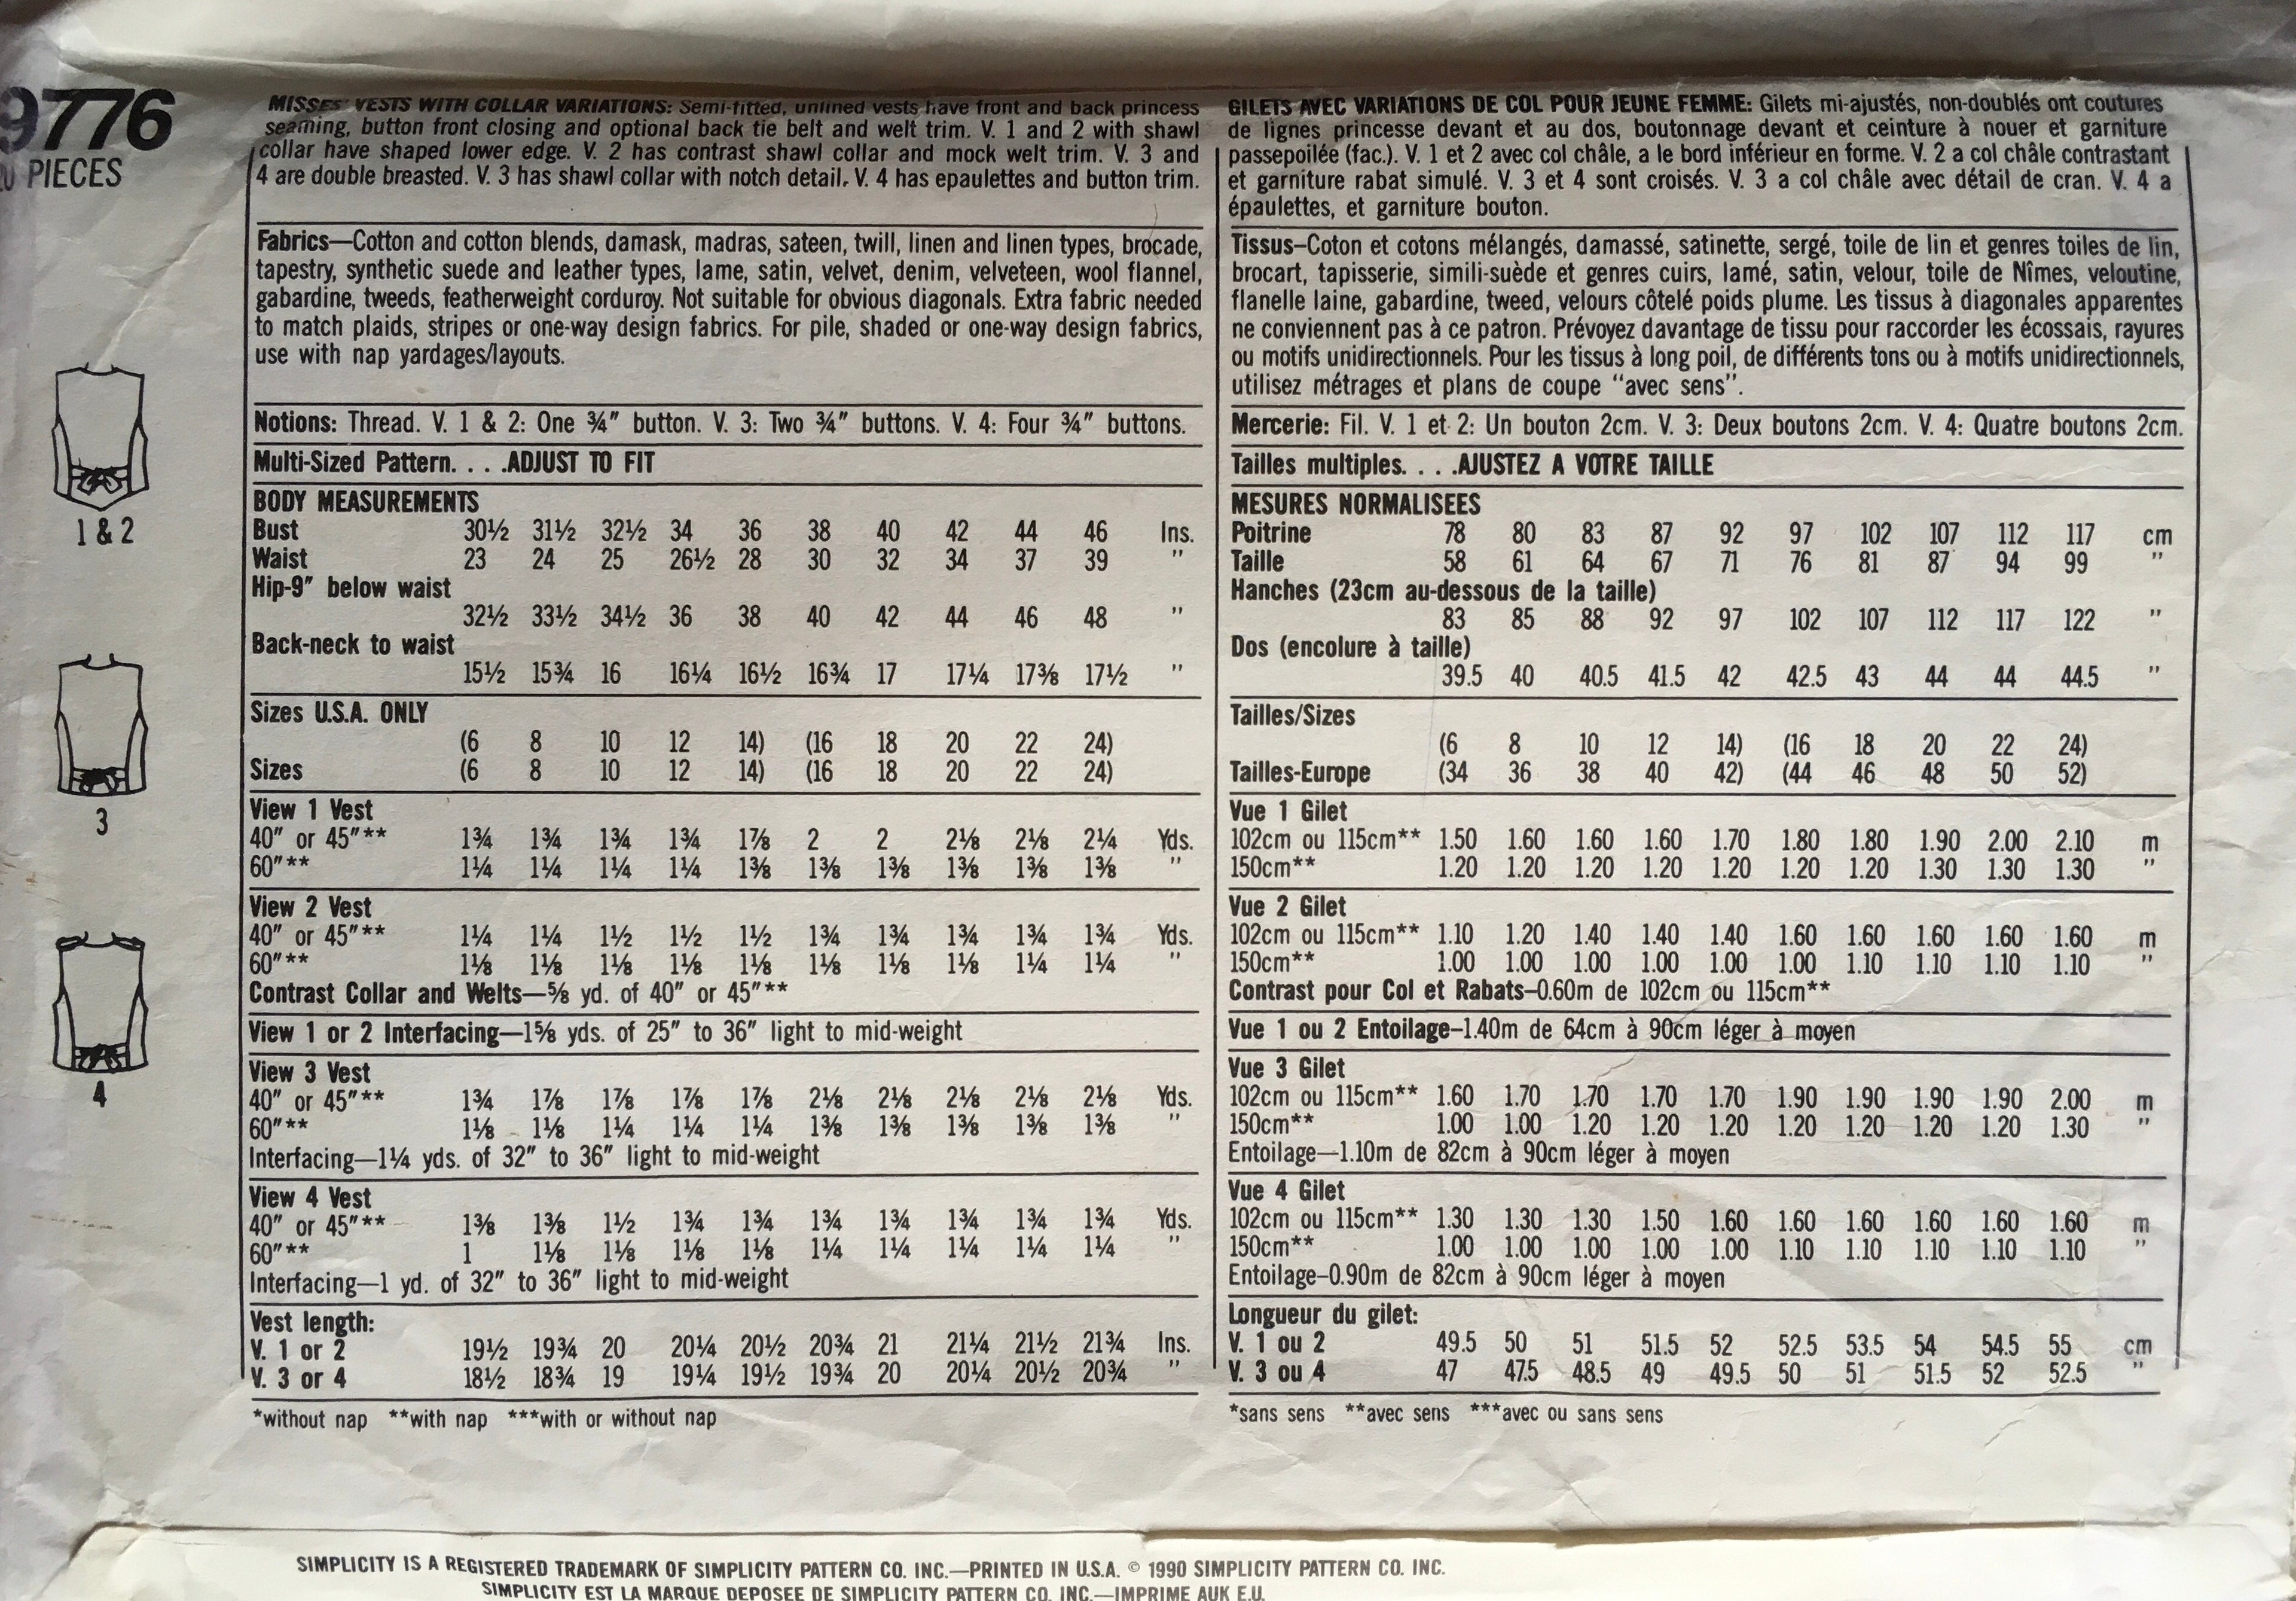 9776
PIECES
1 & 2
3
4
MISSES' VESTS WITH COLLAR VARIATIONS: Semi-fitted, unlined vests have front and back princess
seaming, button front closing and optional back tie belt and welt trim. V. 1 and 2 with shawl
collar have shaped lower edge. V. 2 has contrast shawl collar and mock welt trim. V. 3 and
4 are double breasted. V. 3 has shawl collar with notch detail. V. 4 has epaulettes and button trim.
Fabrics—Cotton and cotton blends, damask, madras, sateen, twill, linen and linen types, brocade,
tapestry, synthetic suede and leather types, lame, satin, velvet, denim, velveteen, wool flannel,
gabardine, tweeds, featherweight corduroy. Not suitable for obvious diagonals. Extra fabric needed
to match plaids, stripes or one-way design fabrics. For pile, shaded or one-way design fabrics,
use with nap yardages/layouts.
Notions: Thread. V. 1 & 2: One ¾" button. V. 3: Two ¾" buttons. V. 4: Four ¾" buttons.
Multi-Sized Pattern. . . .ADJUST TO FIT
BODY MEASUREMENTS
Bust 30½ 31½ 32½ 34 36 38 40 42 44 46 Ins.
Waist 23 24 25 26½ 28 30 32 34 37 39 "
Hip-9" below waist
32½ 33½ 34½ 36 38 40 42 44 46 48 "
Back-neck to waist
15½ 15¾ 16 16¼ 16½ 16¾ 17 17¼ 17⅜ 17½ "
Sizes U.S.A. ONLY
(6 8 10 12 14) (16 18 20 22 24)
Sizes (6 8 10 12 14) (16 18 20 22 24)
View 1 Vest
40" or 45"** 1¾ 1¾ 1¾ 1¾ 1⅞ 2 2 2⅛ 2⅛ 2¼ Yds.
60"** 1¼ 1¼ 1¼ 1¼ 1⅜ 1⅜ 1⅜ 1⅜ 1⅜ 1⅜ "
View 2 Vest
40" or 45"** 1¼ 1¼ 1½ 1½ 1½ 1¾ 1¾ 1¾ 1¾ 1¾ Yds.
60"** 1⅛ 1⅛ 1⅛ 1⅛ 1⅛ 1⅛ 1⅛ 1⅛ 1¼ 1¼ "
Contrast Collar and Welts—⅝ yd. of 40" or 45"**
View 1 or 2 Interfacing—1⅝ yds. of 25" to 36" light to mid-weight
View 3 Vest
40" or 45"** 1¾ 1⅞ 1⅞ 1⅞ 1⅞ 2⅛ 2⅛ 2⅛ 2⅛ 2⅛ Yds.
60"** 1⅛ 1⅛ 1¼ 1¼ 1¼ 1⅜ 1⅜ 1⅜ 1⅜ 1⅜ "
Interfacing—1¼ yds. of 32" to 36" light to mid-weight
View 4 Vest
40" or 45"** 1⅜ 1⅜ 1½ 1¾ 1¾ 1¾ 1¾ 1¾ 1¾ 1¾ Yds.
60"** 1 1⅛ 1⅛ 1⅛ 1⅛ 1¼ 1¼ 1¼ 1¼ 1¼ "
Interfacing—1 yd. of 32" to 36" light to mid-weight
Vest length:
V. 1 or 2 19½ 19¾ 20 20¼ 20½ 20¾ 21 21¼ 21½ 21¾ Ins.
V. 3 or 4 18½ 18¾ 19 19¼ 19½ 19¾ 20 20¼ 20½ 20¾ "
*without nap **with nap ***with or without nap
GILETS AVEC VARIATIONS DE COL POUR JEUNE FEMME: Gilets mi-ajustés, non-doublés ont coutures
de lignes princesse devant et au dos, boutonnage devant et ceinture à nouer et garniture
passepoilée (fac.). V. 1 et 2 avec col châle, a le bord inférieur en forme. V. 2 a col châle contrastant
et garniture rabat simulé. V. 3 et 4 sont croisés. V. 3 a col châle avec détail de cran. V. 4 a
épaulettes, et garniture bouton.
Tissus—Coton et cotons mélangés, damassé, satinette, sergé, toile de lin et genres toiles de lin,
brocart, tapisserie, simili-suède et genres cuirs, lamé, satin, velour, toile de Nîmes, veloutine,
flanelle laine, gabardine, tweed, velours côtelé poids plume. Les tissus à diagonales apparentes
ne conviennent pas à ce patron. Prévoyez davantage de tissu pour raccorder les écossais, rayures
ou motifs unidirectionnels. Pour les tissus à long poil, de différents tons ou à motifs unidirectionnels,
utilisez métrages et plans de coupe "avec sens".
Mercerie: Fil. V. 1 et 2: Un bouton 2cm. V. 3: Deux boutons 2cm. V. 4: Quatre boutons 2cm.
Tailles multiples. . . .AJUSTEZ A VOTRE TAILLE
MESURES NORMALISEES
Poitrine 78 80 83 87 92 97 102 107 112 117 cm
Taille 58 61 64 67 71 76 81 87 94 99 "
Hanches (23cm au-dessous de la taille)
83 85 88 92 97 102 107 112 117 122 "
Dos (encolure à taille)
39.5 40 40.5 41.5 42 42.5 43 44 44 44.5 "
Tailles/Sizes
(6 8 10 12 14) (16 18 20 22 24)
Tailles-Europe (34 36 38 40 42) (44 46 48 50 52)
Vue 1 Gilet
102cm ou 115cm** 1.50 1.60 1.60 1.60 1.70 1.80 1.80 1.90 2.00 2.10 m
150cm** 1.20 1.20 1.20 1.20 1.20 1.20 1.20 1.30 1.30 1.30 "
Vue 2 Gilet
102cm ou 115cm** 1.10 1.20 1.40 1.40 1.40 1.60 1.60 1.60 1.60 1.60 m
150cm** 1.00 1.00 1.00 1.00 1.00 1.00 1.10 1.10 1.10 1.10 "
Contrast pour Col et Rabats—0.60m de 102cm ou 115cm**
Vue 1 ou 2 Entoilage—1.40m de 64cm à 90cm léger à moyen
Vue 3 Gilet
102cm ou 115cm** 1.60 1.70 1.70 1.70 1.70 1.90 1.90 1.90 1.90 2.00 m
150cm** 1.00 1.00 1.20 1.20 1.20 1.20 1.20 1.20 1.20 1.30 "
Entoilage—1.10m de 82cm à 90cm léger à moyen
Vue 4 Gilet
102cm ou 115cm** 1.30 1.30 1.30 1.50 1.60 1.60 1.60 1.60 1.60 1.60 m
150cm** 1.00 1.00 1.00 1.00 1.00 1.10 1.10 1.10 1.10 1.10 "
Entoilage—0.90m de 82cm à 90cm léger à moyen
Longueur du gilet:
V. 1 ou 2 49.5 50 51 51.5 52 52.5 53.5 54 54.5 55 cm
V. 3 ou 4 47 47.5 48.5 49 49.5 50 51 51.5 52 52.5 "
*sans sens **avec sens ***avec ou sans sens
SIMPLICITY IS A REGISTERED TRADEMARK OF SIMPLICITY PATTERN CO. INC.—PRINTED IN U.S.A. © 1990 SIMPLICITY PATTERN CO. INC.
SIMPLICITY EST LA MARQUE DEPOSEE DE SIMPLICITY PATTERN CO. INC.—IMPRIME AUK E.U.